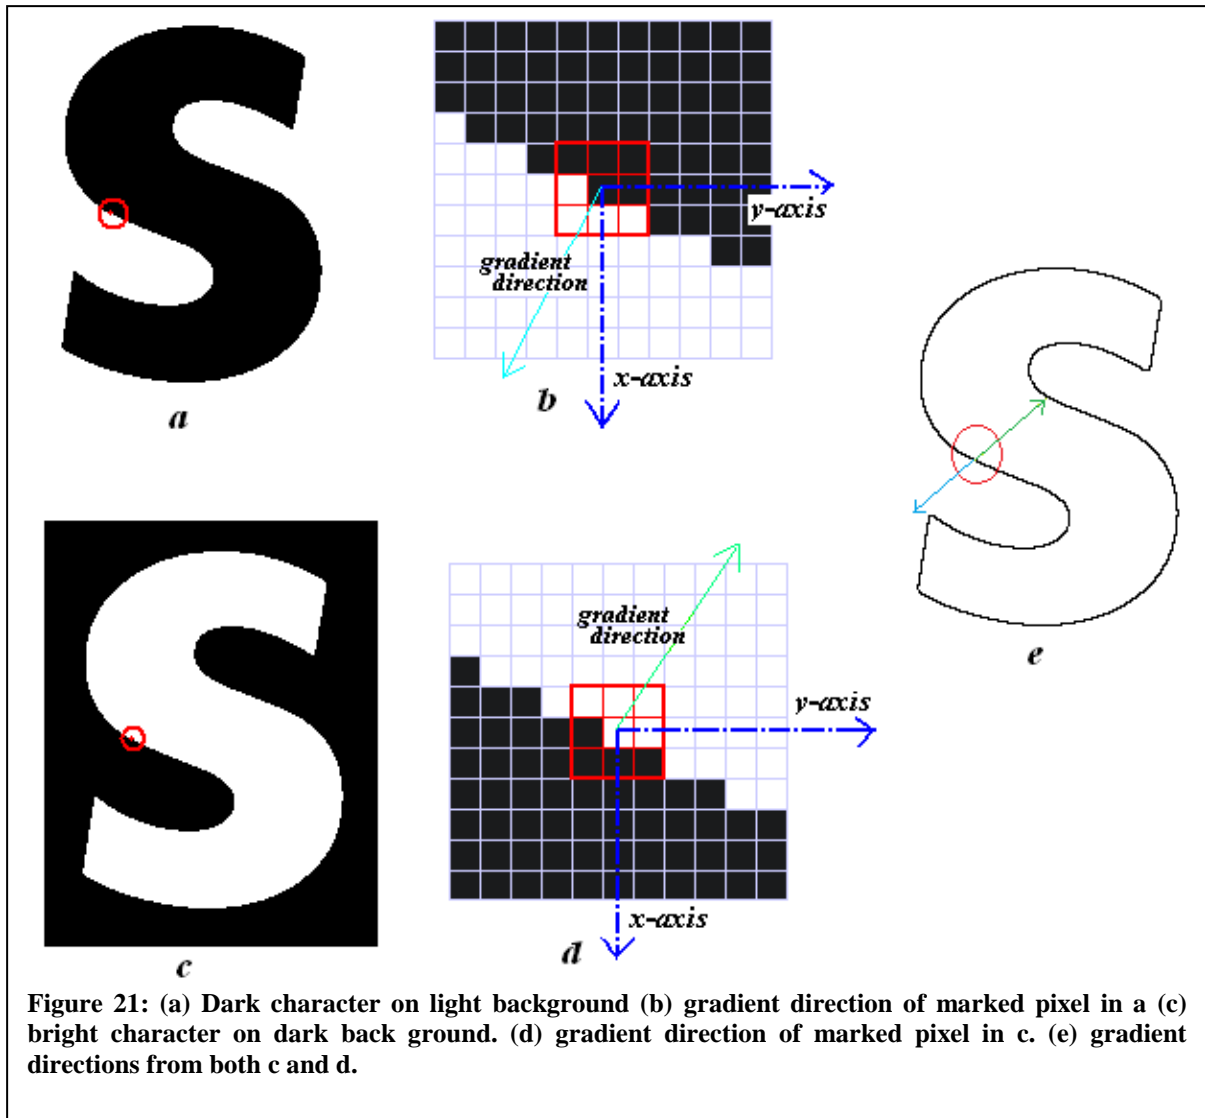 y-axis
gradient
direction
x-axis
a
b
gradient
direction
y-axis
e
x-axis
d
c
Figure 21: (a) Dark character on light background (b) gradient direction of marked pixel in a (c)
bright character on dark back ground. (d) gradient direction of marked pixel in c. (e) gradient
directions from both c and d.